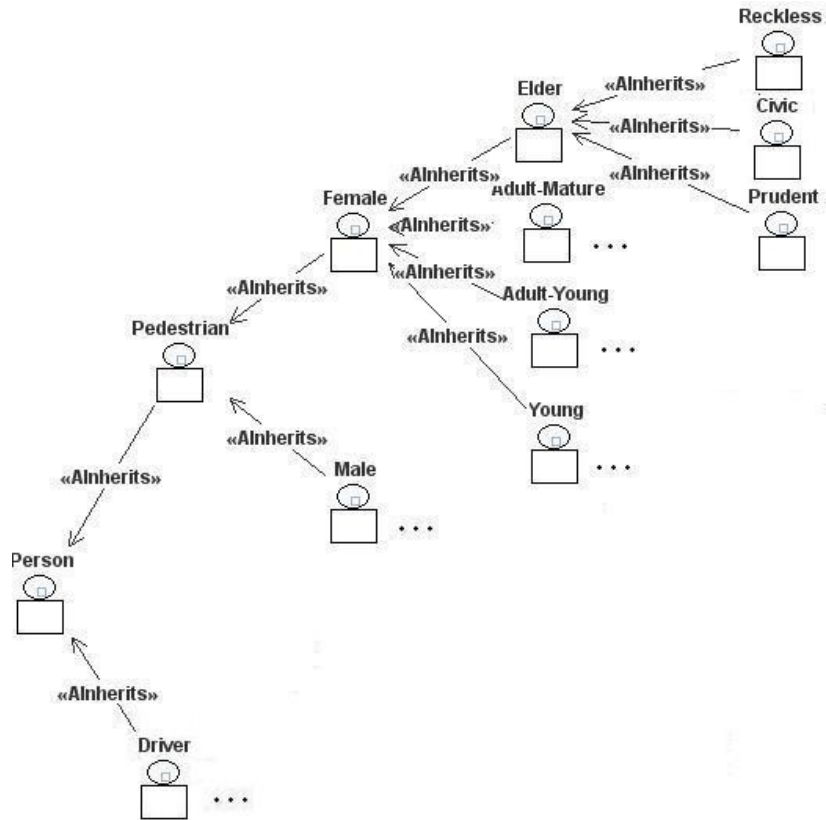 Reckless
«AInherits»
Elder
Civic
«AInherits»
«AInherits»
Adult-Mature
Prudent
Female
«AInherits»
...
«AInherits»
«AInherits»
Adult-Young
Pedestrian
«AInherits»
...
Young
«AInherits»
Male
...
«AInherits»
...
Person
«AInherits»
Driver
...